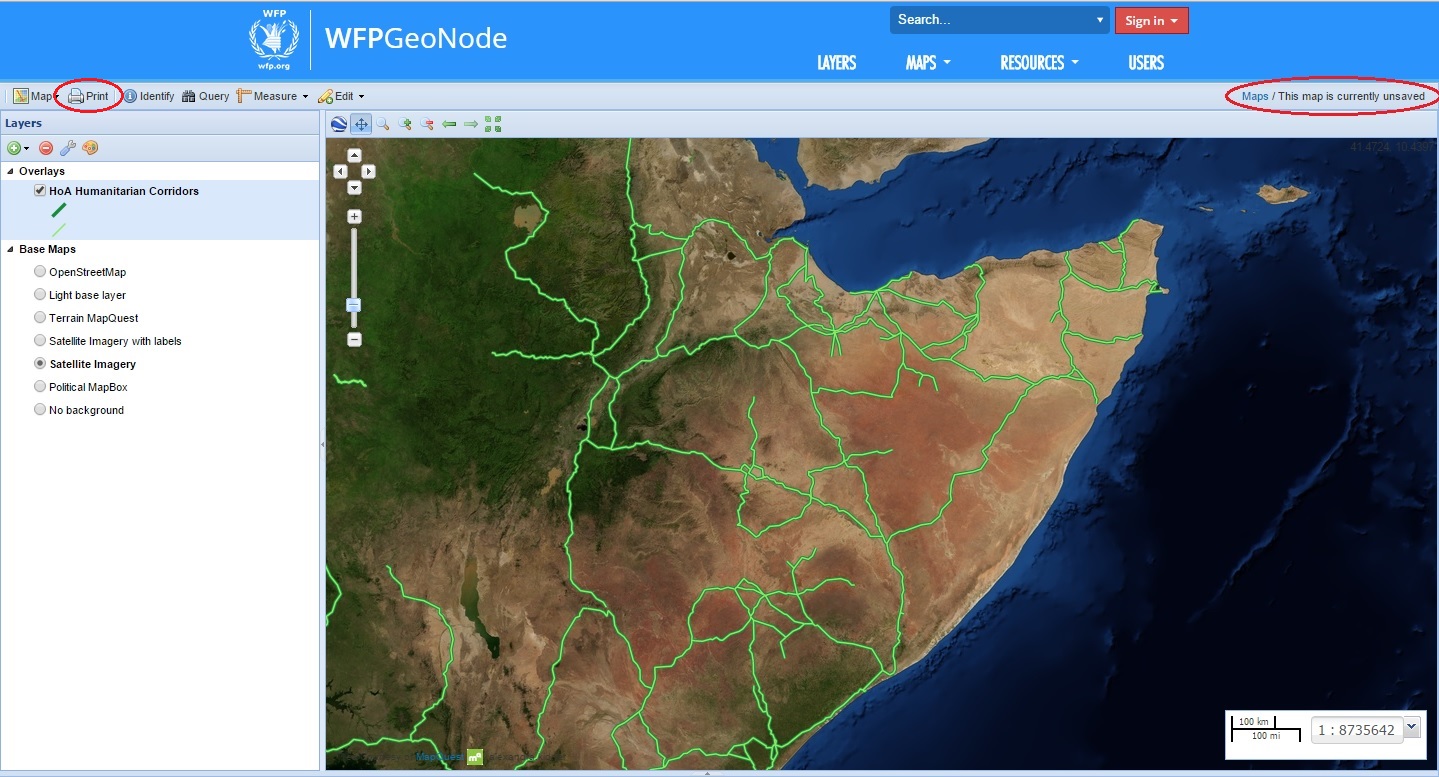 WFP
wfp.org
WFPGeoNode
Search...
Sign in
LAYERS MAPS RESOURCES USERS
Map Print Identify Query Measure Edit
Maps / This map is currently unsaved
Layers
Overlays
HoA Humanitarian Corridors
Base Maps
OpenStreetMap
Light base layer
Terrain MapQuest
Satellite Imagery with labels
Satellite Imagery
Political MapBox
No background
41.4724, 10.4397
100 km
100 mi
1 : 8735642
MapQuest